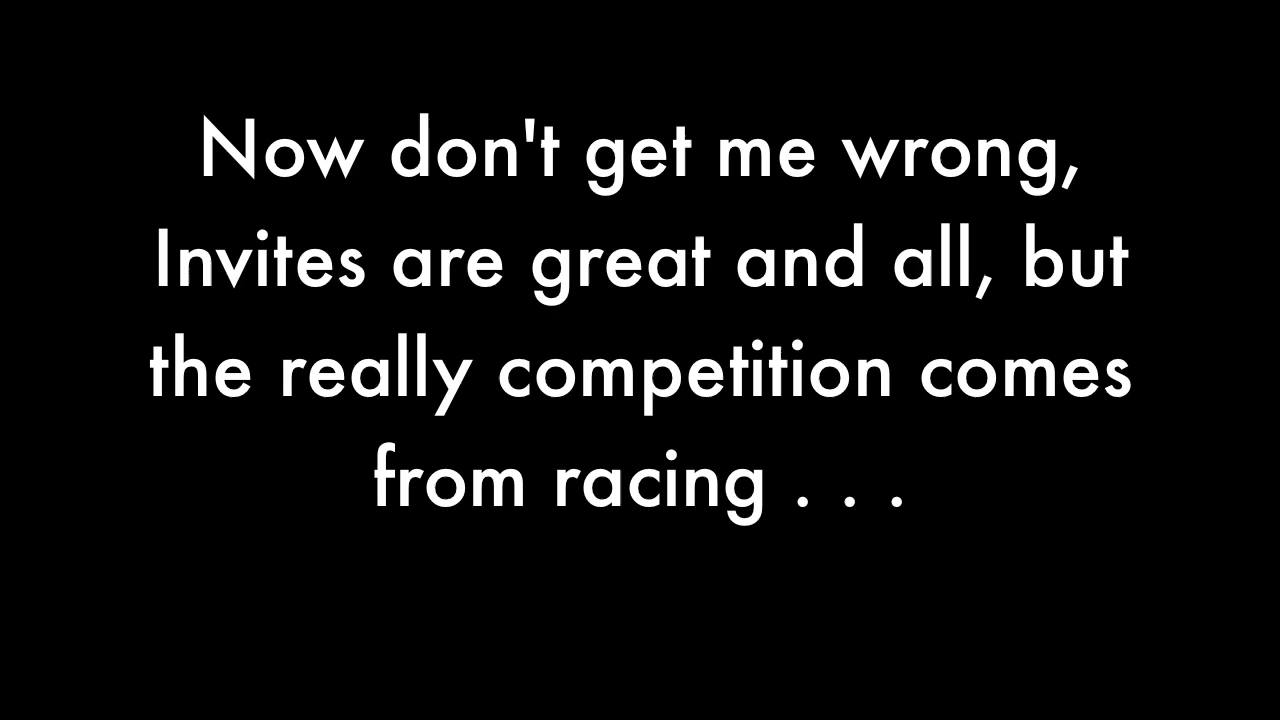 Now don't get me wrong,
Invites are great and all, but
the really competition comes
from racing . . .